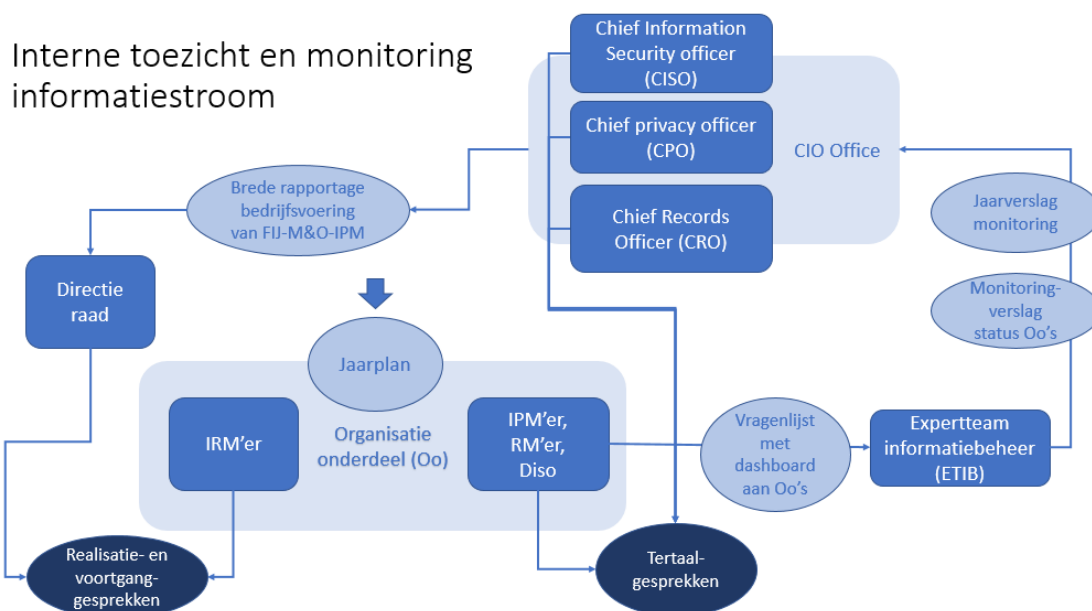 Interne toezicht en monitoring
informatiestroom
Chief Information
Security officer
(CISO)
Chief privacy officer
(CPO)
CIO Office
Chief Records
Officer (CRO)
Brede rapportage
bedrijfsvoering
van FIJ-M&O-IPM
Jaarverslag
monitoring
Directie
raad
Monitoring-
verslag
status Oo's
Jaarplan
IRM'er
Organisatie
onderdeel (Oo)
IPM'er,
RM'er,
Diso
Vragenlijst
met
dashboard
aan Oo's
Expertteam
informatiebeheer
(ETIB)
Realisatie- en
voortgang-
gesprekken
Tertaal-
gesprekken